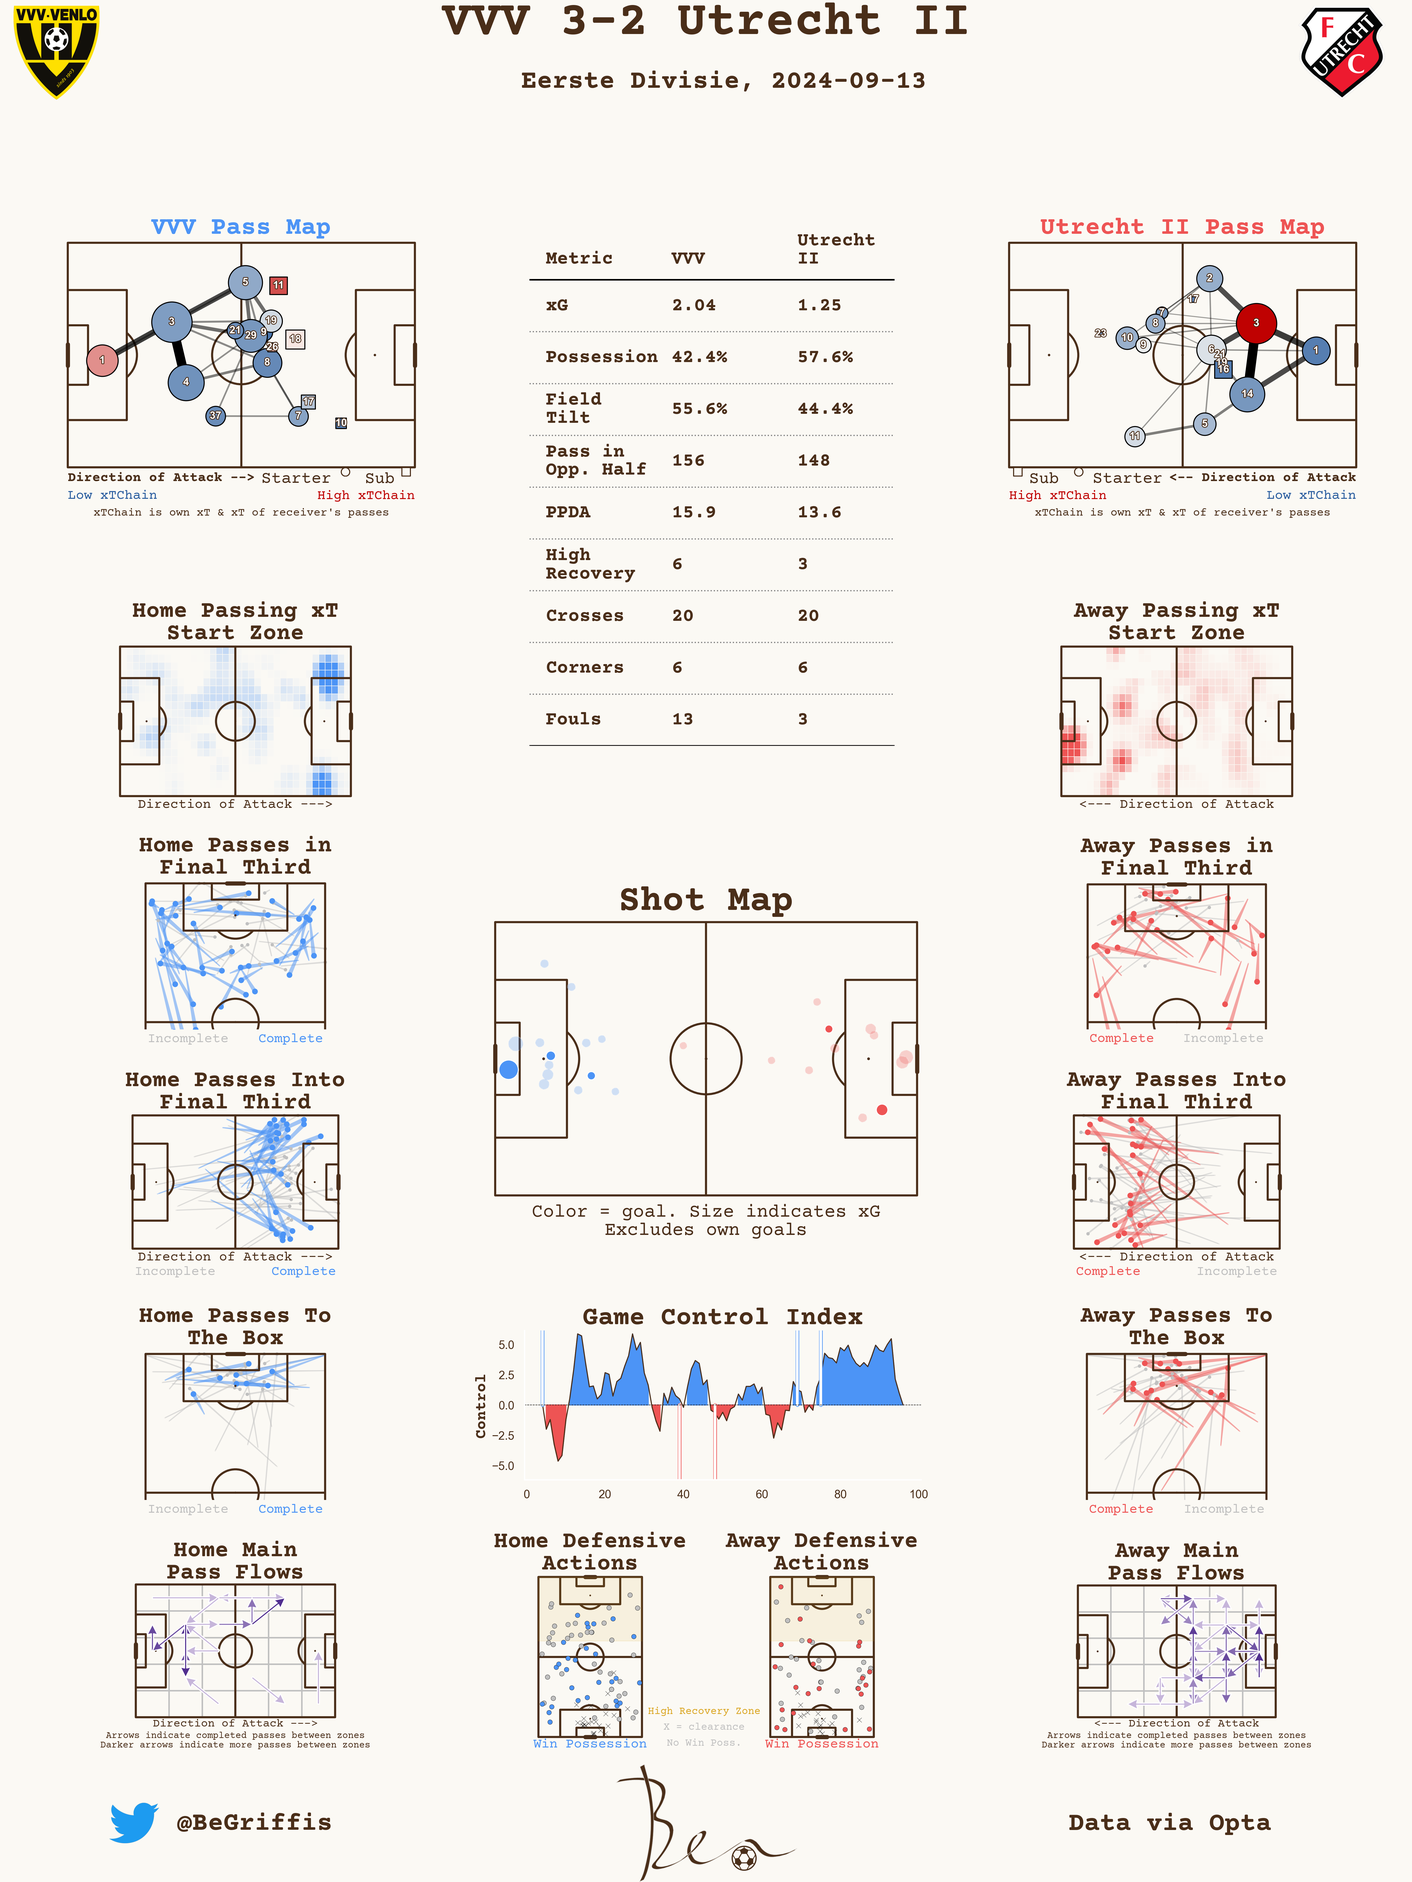 VVV 3-2 Utrecht II
Eerste Divisie, 2024-09-13
VVV-VENLO
FC UTRECHT
VVV Pass Map
1
3
4
5
11
19
21
29
9
18
26
8
37
7
17
10
Direction of Attack --> Starter Sub
Low xTChain High xTChain
xTChain is own xT & xT of receiver's passes
Metric VVV Utrecht II
xG 2.04 1.25
Possession 42.4% 57.6%
Field Tilt 55.6% 44.4%
Pass in Opp. Half 156 148
PPDA 15.9 13.6
High Recovery 6 3
Crosses 20 20
Corners 6 6
Fouls 13 3
Utrecht II Pass Map
2
17
7
8
3
23
10
9
6
21
19
16
1
14
5
11
Sub Starter <-- Direction of Attack
High xTChain Low xTChain
xTChain is own xT & xT of receiver's passes
Home Passing xT
Start Zone
Direction of Attack --->
Away Passing xT
Start Zone
<--- Direction of Attack
Home Passes in
Final Third
Incomplete Complete
Away Passes in
Final Third
Complete Incomplete
Shot Map
Color = goal. Size indicates xG
Excludes own goals
Home Passes Into
Final Third
Direction of Attack --->
Incomplete Complete
Away Passes Into
Final Third
<--- Direction of Attack
Complete Incomplete
Home Passes To
The Box
Incomplete Complete
Game Control Index
Control
5.0
2.5
0.0
−2.5
−5.0
0 20 40 60 80 100
Away Passes To
The Box
Complete Incomplete
Home Main
Pass Flows
Direction of Attack --->
Arrows indicate completed passes between zones
Darker arrows indicate more passes between zones
Home Defensive
Actions
Win Possession
High Recovery Zone
X = clearance
No Win Poss.
Away Defensive
Actions
Win Possession
Away Main
Pass Flows
<--- Direction of Attack
Arrows indicate completed passes between zones
Darker arrows indicate more passes between zones
@BeGriffis
Ben
Data via Opta